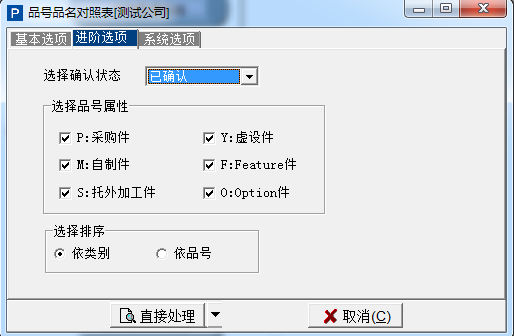 品号品名对照表[测试公司]
基本选项 进阶选项 系统选项
选择确认状态 已确认
选择品号属性
P:采购件 Y:虚设件
M:自制件 F:Feature件
S:托外加工件 O:Option件
选择排序
依类别 依品号
直接处理 取消(C)